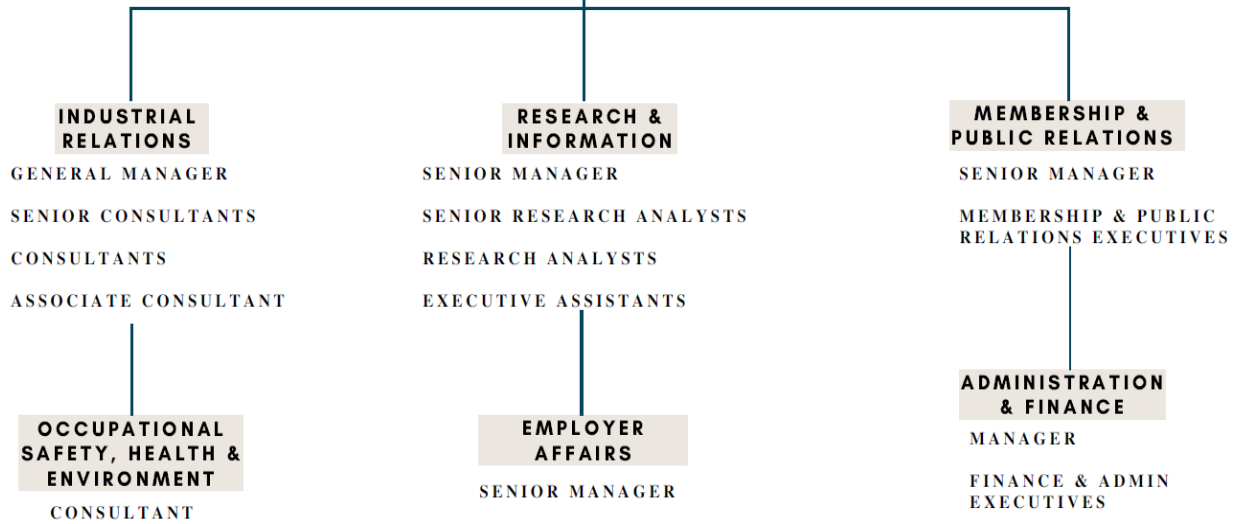 INDUSTRIAL
RELATIONS
GENERAL MANAGER
SENIOR CONSULTANTS
CONSULTANTS
ASSOCIATE CONSULTANT
OCCUPATIONAL
SAFETY, HEALTH &
ENVIRONMENT
CONSULTANT
RESEARCH &
INFORMATION
SENIOR MANAGER
SENIOR RESEARCH ANALYSTS
RESEARCH ANALYSTS
EXECUTIVE ASSISTANTS
EMPLOYER
AFFAIRS
SENIOR MANAGER
MEMBERSHIP &
PUBLIC RELATIONS
SENIOR MANAGER
MEMBERSHIP & PUBLIC
RELATIONS EXECUTIVES
ADMINISTRATION
& FINANCE
MANAGER
FINANCE & ADMIN
EXECUTIVES